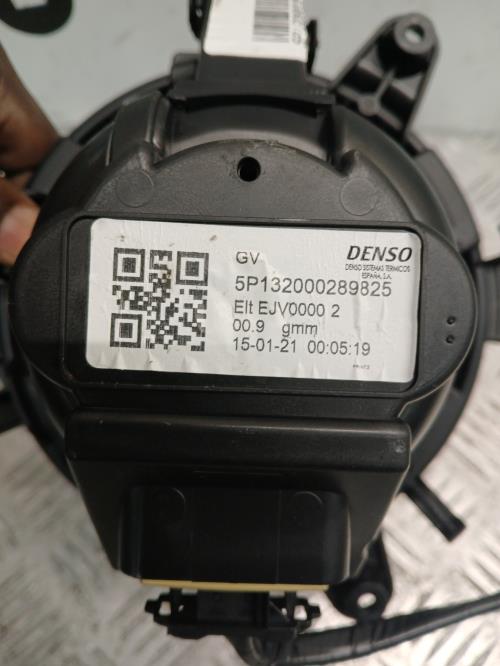 GV
DENSO
DENSO SISTEMAS TERMICOS
ESPAÑA, S.A.
5P132000289825
Elt EJV0000 2
00.9 gmm
15-01-21 00:05:19